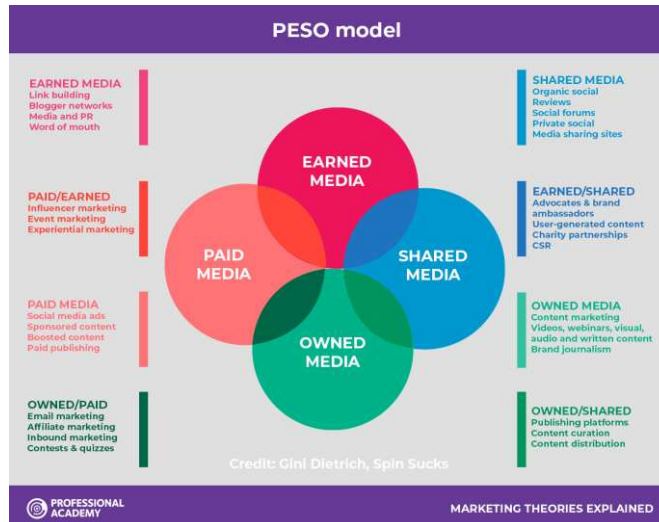 PESO model
EARNED MEDIA
Link building
Blogger networks
Media and PR
Word of mouth
PAID/EARNED
Influencer marketing
Event marketing
Experiential marketing
PAID MEDIA
Social media ads
Sponsored content
Boosted content
Paid publishing
OWNED/PAID
Email marketing
Affiliate marketing
Inbound marketing
Contests & quizzes
EARNED
MEDIA
PAID
MEDIA
SHARED
MEDIA
OWNED
MEDIA
Credit: Gini Dietrich, Spin Sucks
SHARED MEDIA
Organic social
Reviews
Social forums
Private social
Media sharing sites
EARNED/SHARED
Advocates & brand
ambassadors
User-generated content
Charity partnerships
CSR
OWNED MEDIA
Content marketing
Videos, webinars, visual,
audio and written content
Brand journalism
OWNED/SHARED
Publishing platforms
Content curation
Content distribution
PROFESSIONAL
ACADEMY
MARKETING THEORIES EXPLAINED